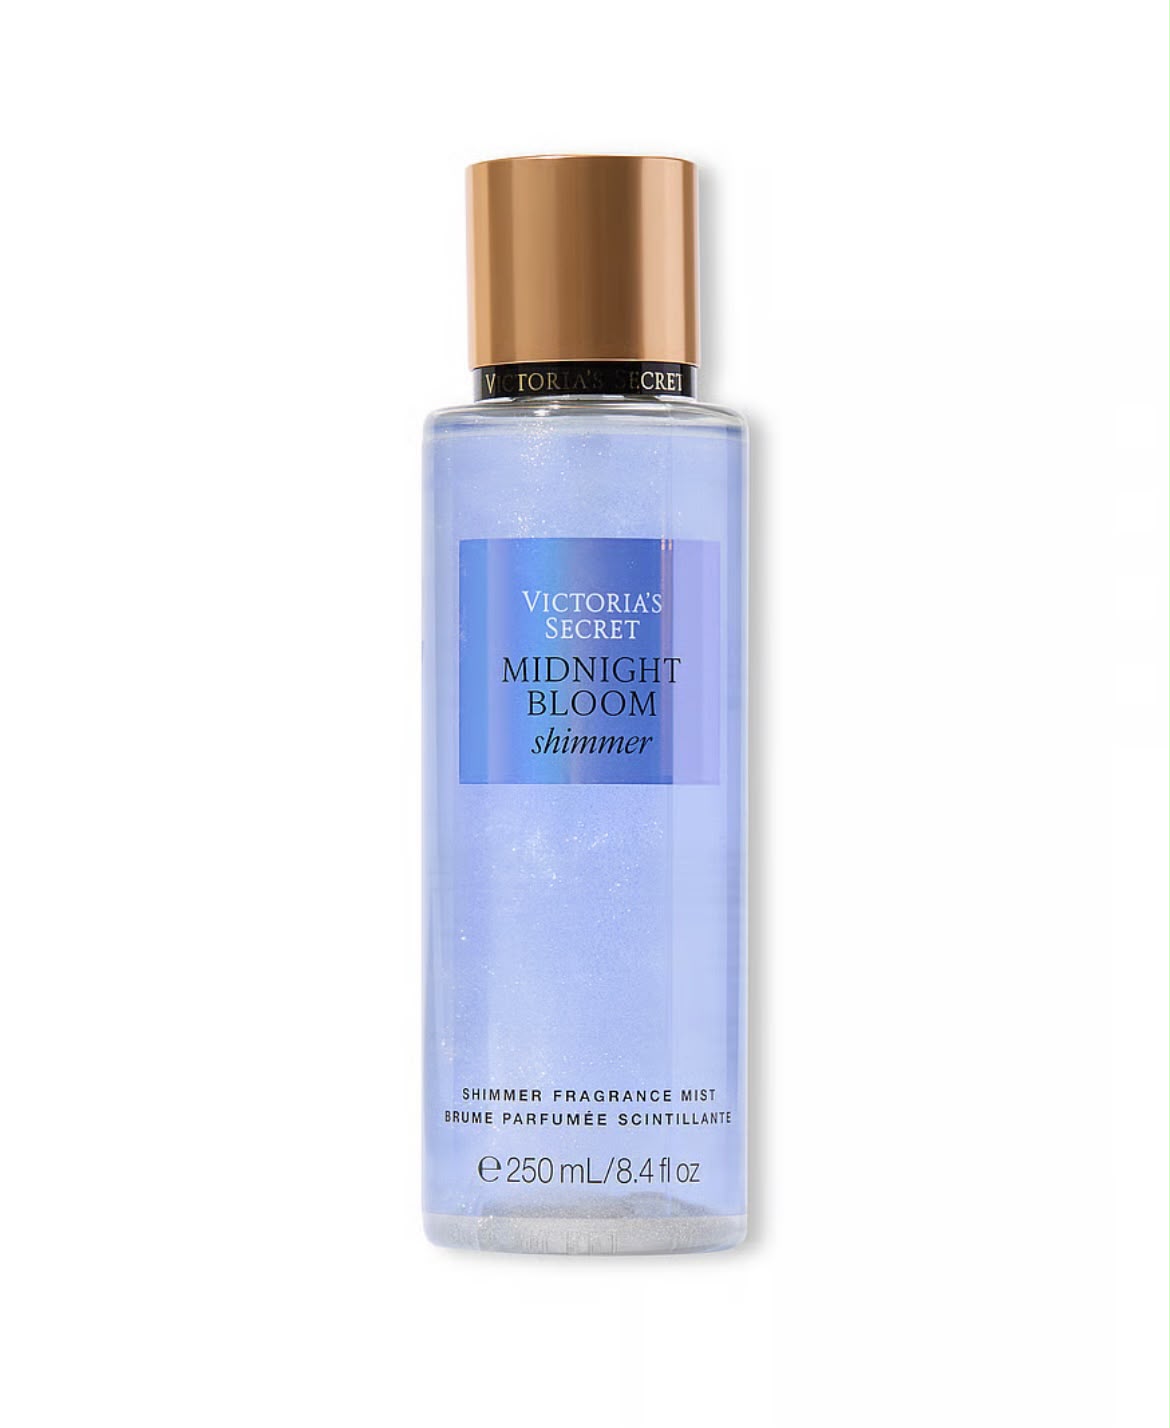 VICTORIA'S SECRET
VICTORIA'S
SECRET
MIDNIGHT
BLOOM
shimmer
SHIMMER FRAGRANCE MIST
BRUME PARFUMÉE SCINTILLANTE
℮ 250 mL/8.4 fl oz